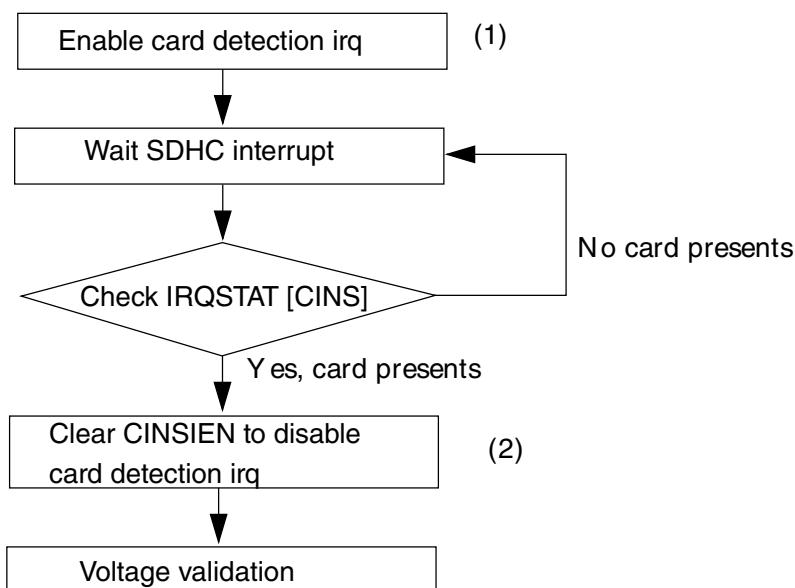 Enable card detection irq
(1)
Wait SDHC interrupt
No card presents
Check IRQSTAT [CINS]
Yes, card presents
Clear CINSIEN to disable
card detection irq
(2)
Voltage validation